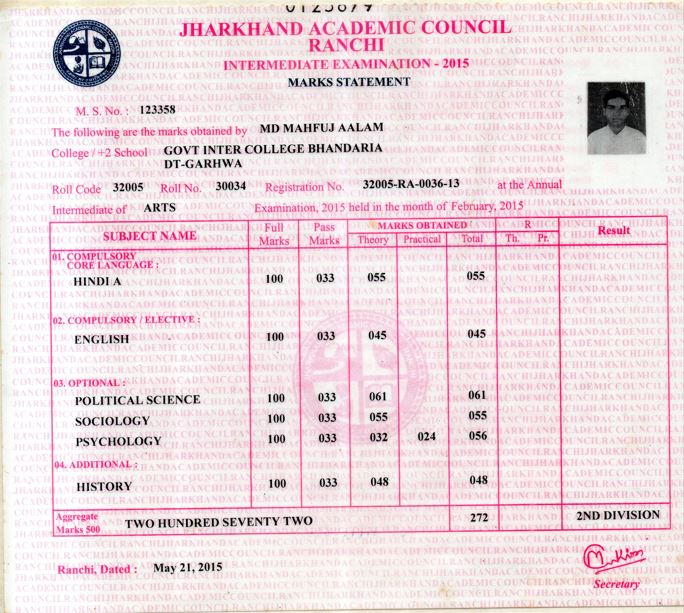 JHARKHAND ACADEMIC COUNCIL
RANCHI
INTERMEDIATE EXAMINATION - 2015
MARKS STATEMENT
M. S. No. : 123358
The following are the marks obtained by MD MAHFUJ AALAM
College / +2 School GOVT INTER COLLEGE BHANDARIA
DT-GARHWA
Roll Code 32005 Roll No. 30034 Registration No. 32005-RA-0036-13 at the Annual
Intermediate of ARTS Examination, 2015 held in the month of February, 2015
SUBJECT NAME Full Marks Pass Marks MARKS OBTAINED R Result
Theory Practical Total Th. Pr.
01. COMPULSORY
CORE LANGUAGE :
HINDI A 100 033 055 055
02. COMPULSORY / ELECTIVE :
ENGLISH 100 033 045 045
03. OPTIONAL :
POLITICAL SCIENCE 100 033 061 061
SOCIOLOGY 100 033 055 055
PSYCHOLOGY 100 033 032 024 056
04. ADDITIONAL :
HISTORY 100 033 048 048
Aggregate
Marks 500 TWO HUNDRED SEVENTY TWO 272 2ND DIVISION
Ranchi, Dated : May 21, 2015
Secretary